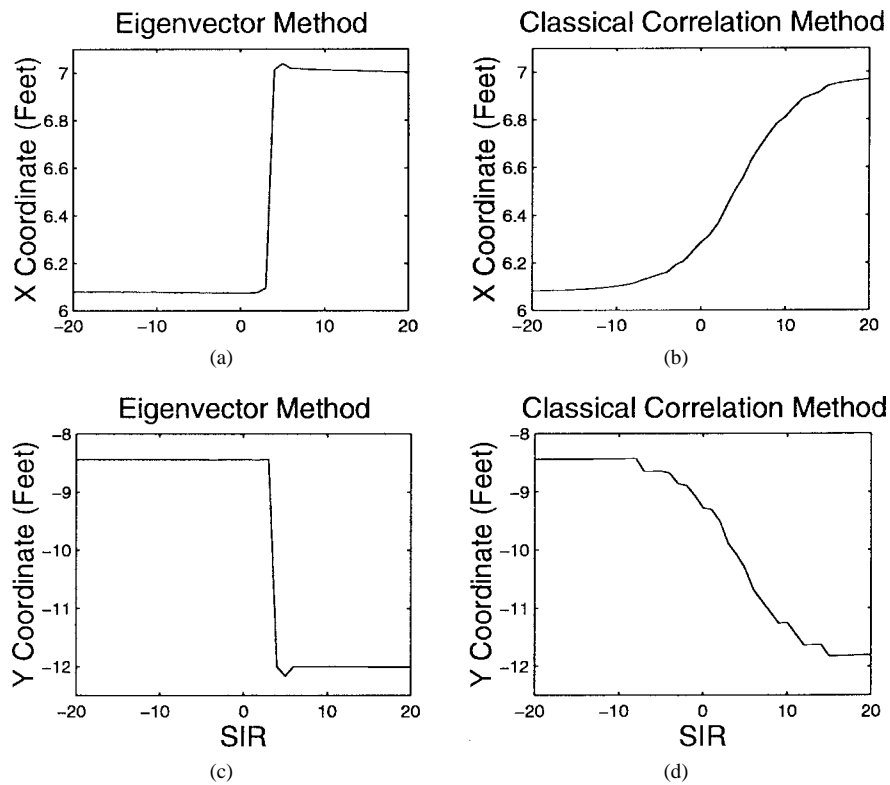 Eigenvector Method
Classical Correlation Method
X Coordinate (Feet)
7
6.8
6.6
6.4
6.2
6
-20 -10 0 10 20
(a)
X Coordinate (Feet)
7
6.8
6.6
6.4
6.2
6
-20 -10 0 10 20
(b)
Eigenvector Method
Classical Correlation Method
Y Coordinate (Feet)
-8
-9
-10
-11
-12
-20 -10 0 10 20
SIR
(c)
Y Coordinate (Feet)
-8
-9
-10
-11
-12
-20 -10 0 10 20
SIR
(d)